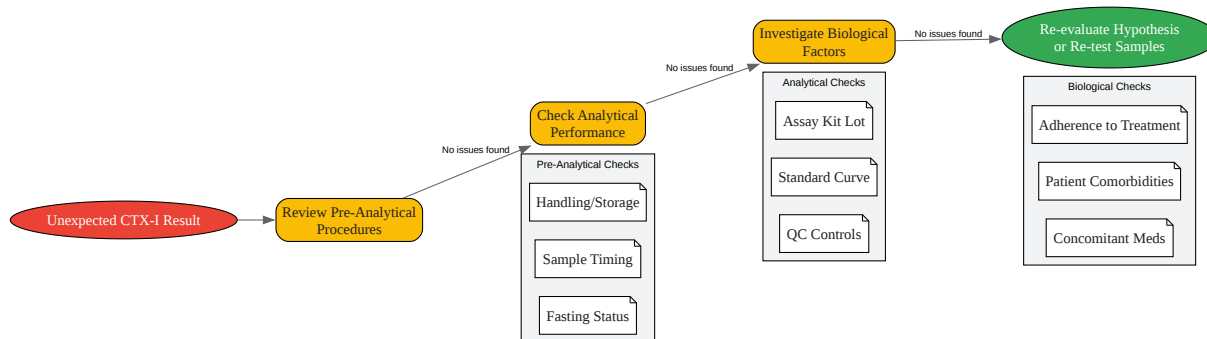 Unexpected CTX-I Result
Review Pre-Analytical
Procedures
No issues found
Check Analytical
Performance
Pre-Analytical Checks
Handling/Storage
Sample Timing
Fasting Status
No issues found
Investigate Biological
Factors
Analytical Checks
Assay Kit Lot
Standard Curve
QC Controls
No issues found
Re-evaluate Hypothesis
or Re-test Samples
Biological Checks
Adherence to Treatment
Patient Comorbidities
Concomitant Meds